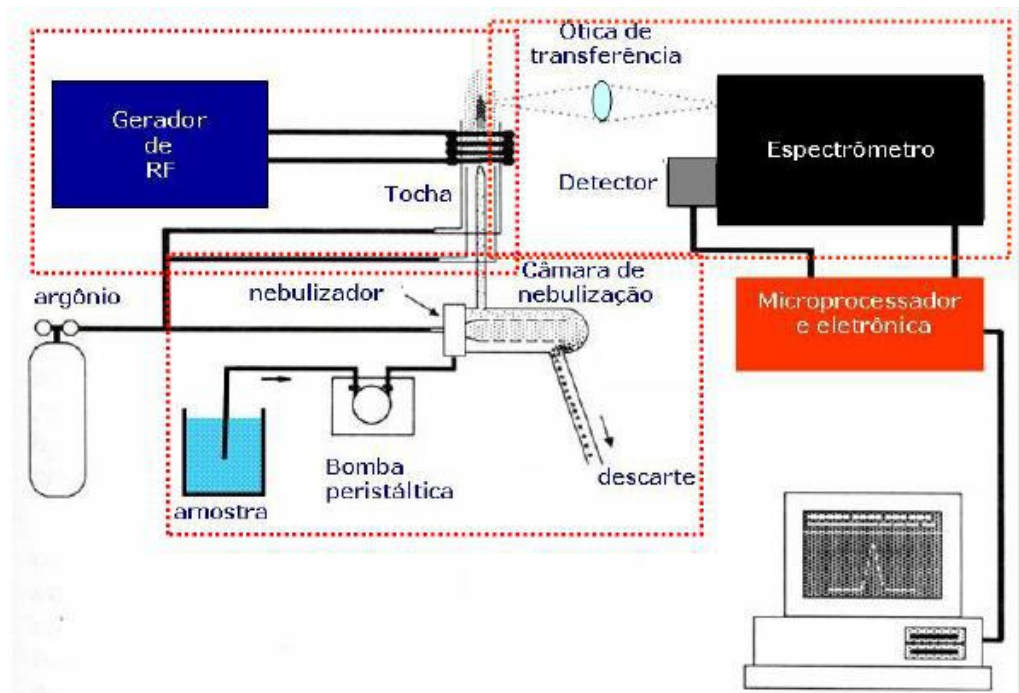 Ótica de
transferência
Gerador
de
RF
Espectrômetro
Detector
Tocha
argônio
nebulizador
Câmara de
nebulização
Microprocessador
e eletrônica
Bomba
peristáltica
amostra
descarte